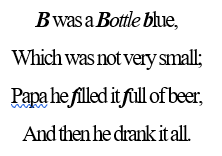 B was a Bottle blue,
Which was not very small;
Papa he filled it full of beer,
And then he drank it all.